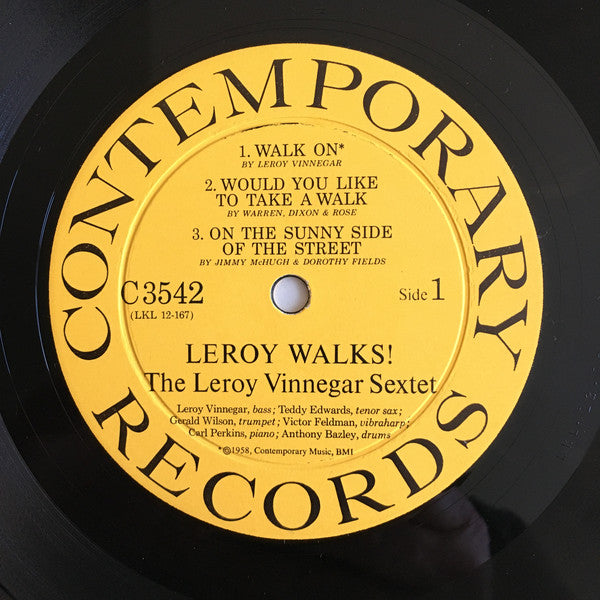 CONTEMPORARY
1. WALK ON*
BY LEROY VINNEGAR
2. WOULD YOU LIKE
TO TAKE A WALK
BY WARREN, DIXON & ROSE
3. ON THE SUNNY SIDE
OF THE STREET
BY JIMMY McHUGH & DOROTHY FIELDS
C 3542
(LKL 12-167)
Side 1
LEROY WALKS!
The Leroy Vinnegar Sextet
Leroy Vinnegar, bass; Teddy Edwards, tenor sax;
Gerald Wilson, trumpet; Victor Feldman, vibraharp;
Carl Perkins, piano; Anthony Bazley, drums
*©1958, Contemporary Music, BMI
RECORDS